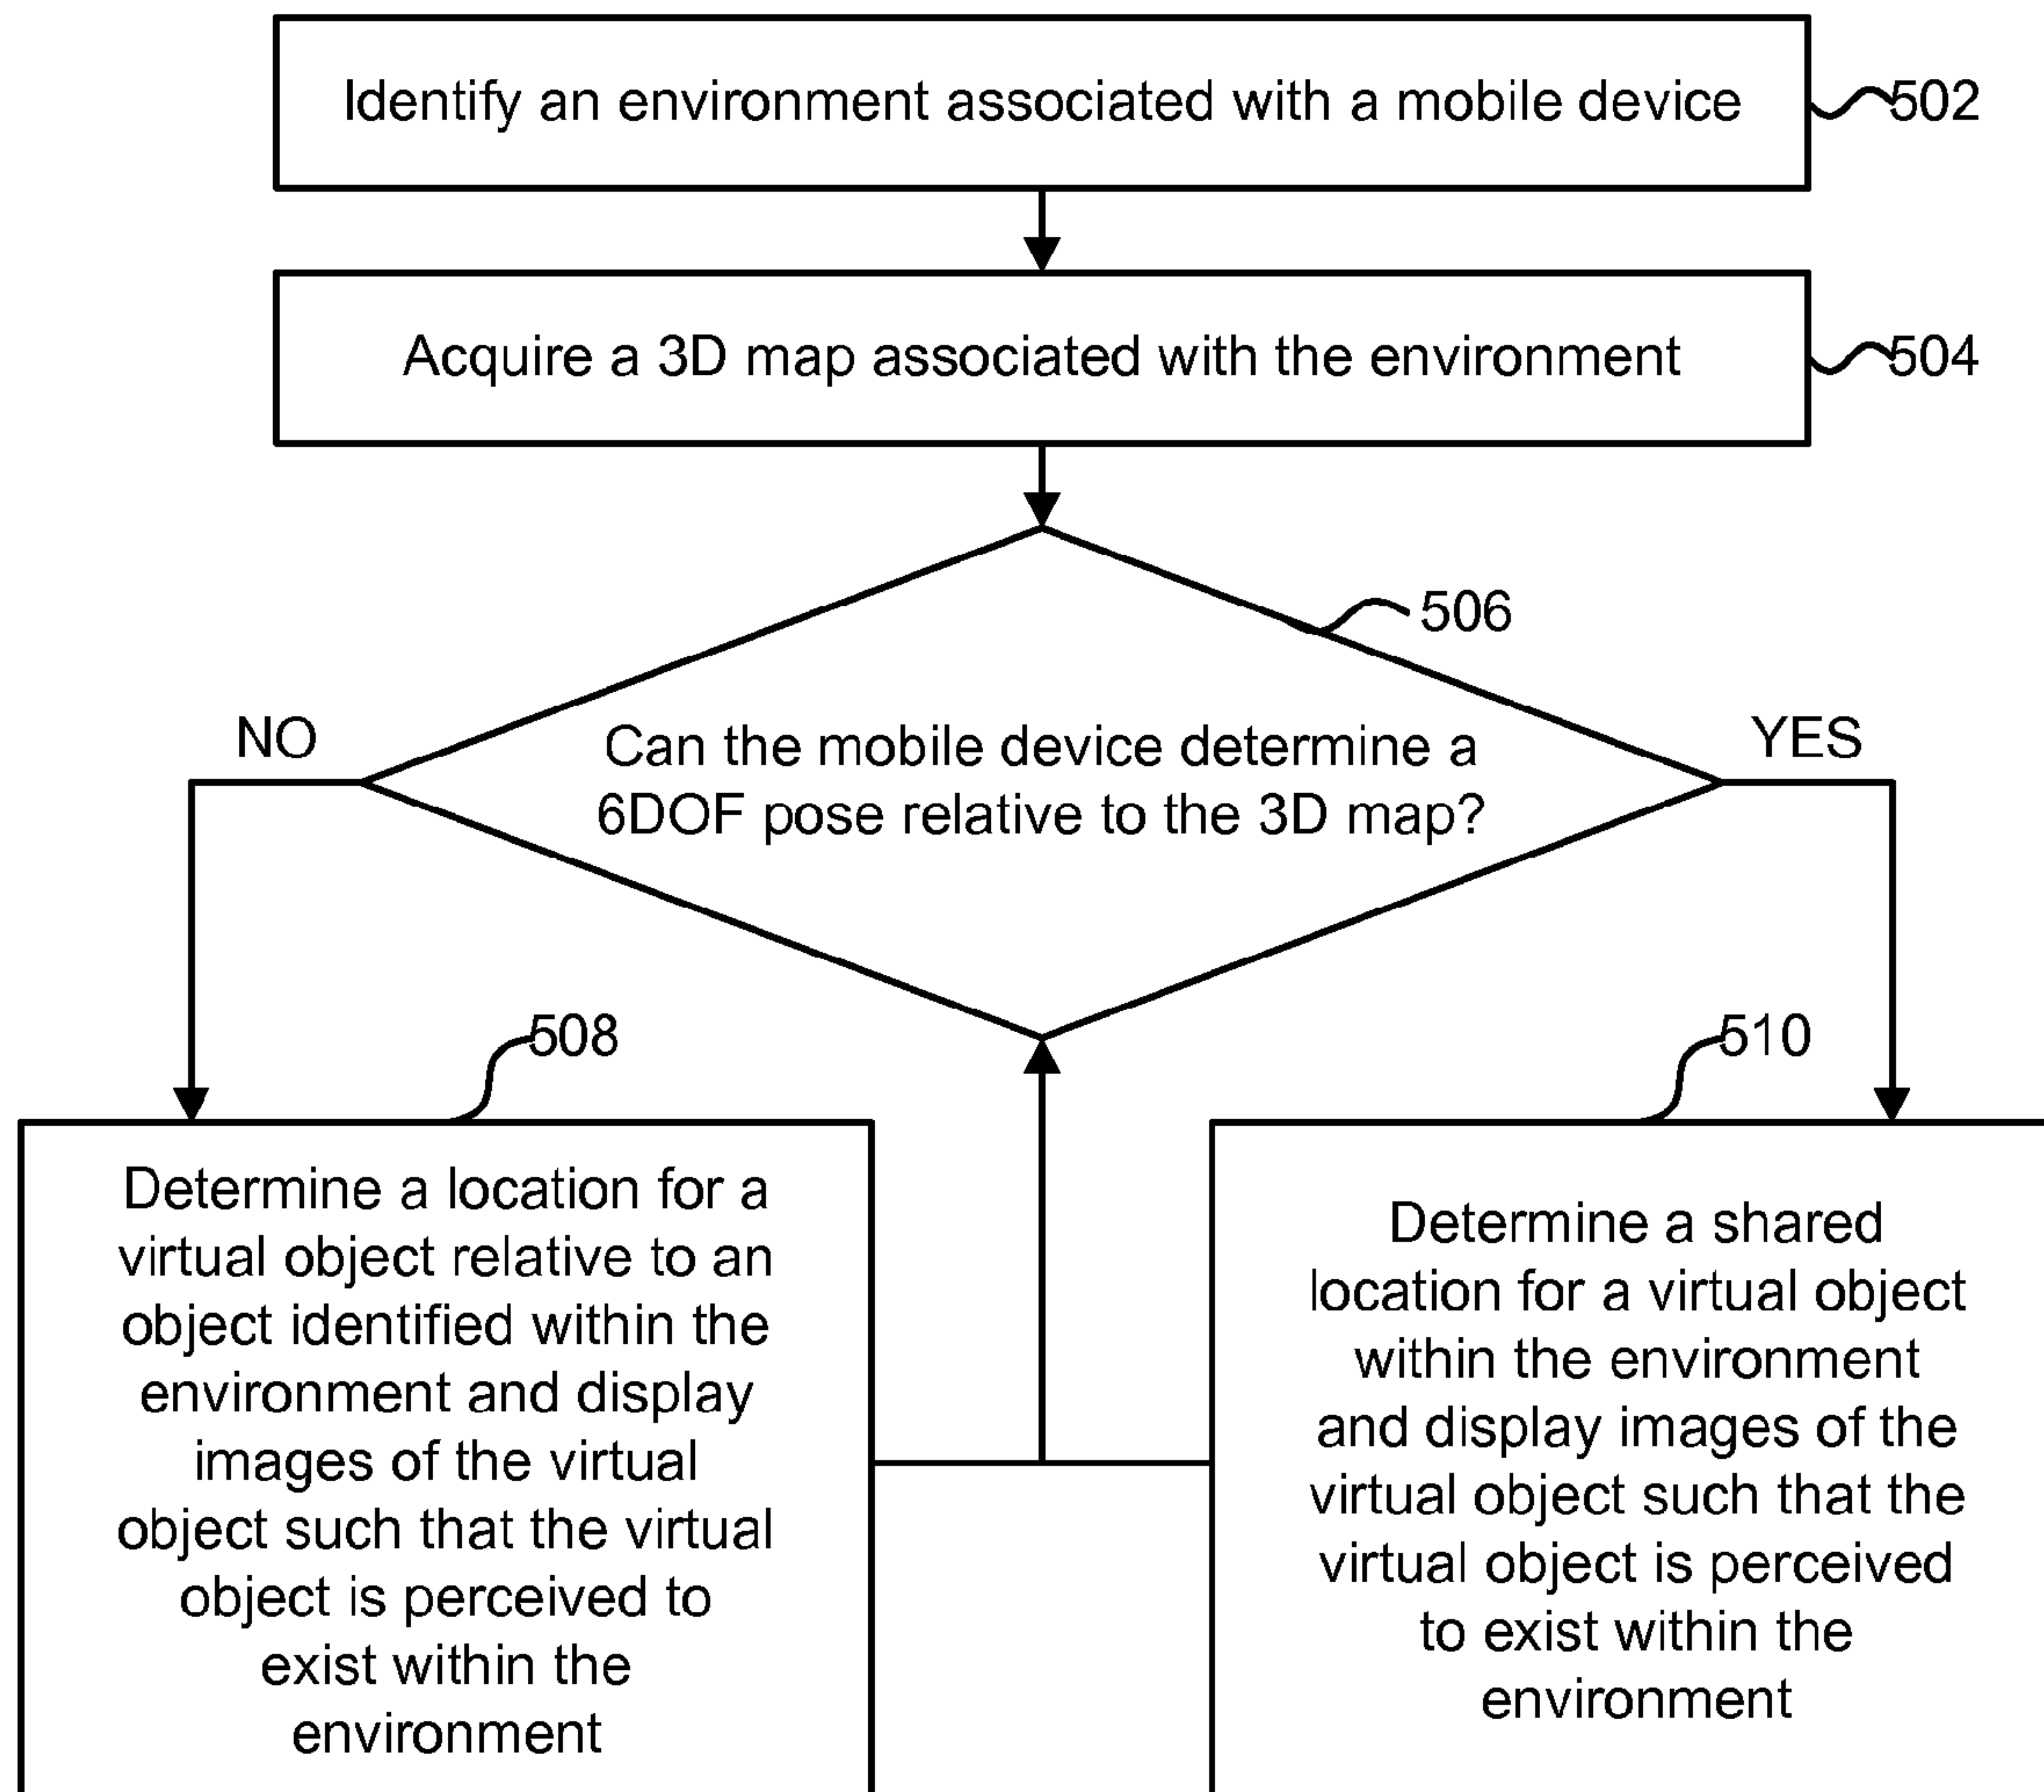 Identify an environment associated with a mobile device
502
Acquire a 3D map associated with the environment
504
506
NO
YES
Can the mobile device determine a
6DOF pose relative to the 3D map?
508
510
Determine a location for a
virtual object relative to an
object identified within the
environment and display
images of the virtual
object such that the virtual
object is perceived to
exist within the
environment
Determine a shared
location for a virtual object
within the environment
and display images of the
virtual object such that the
virtual object is perceived
to exist within the
environment